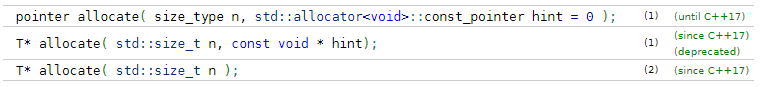 pointer allocate( size_type n, std::allocator<void>::const_pointer hint = 0 ); (1) (until C++17)
T* allocate( std::size_t n, const void * hint); (1) (since C++17) (deprecated)
T* allocate( std::size_t n ); (2) (since C++17)